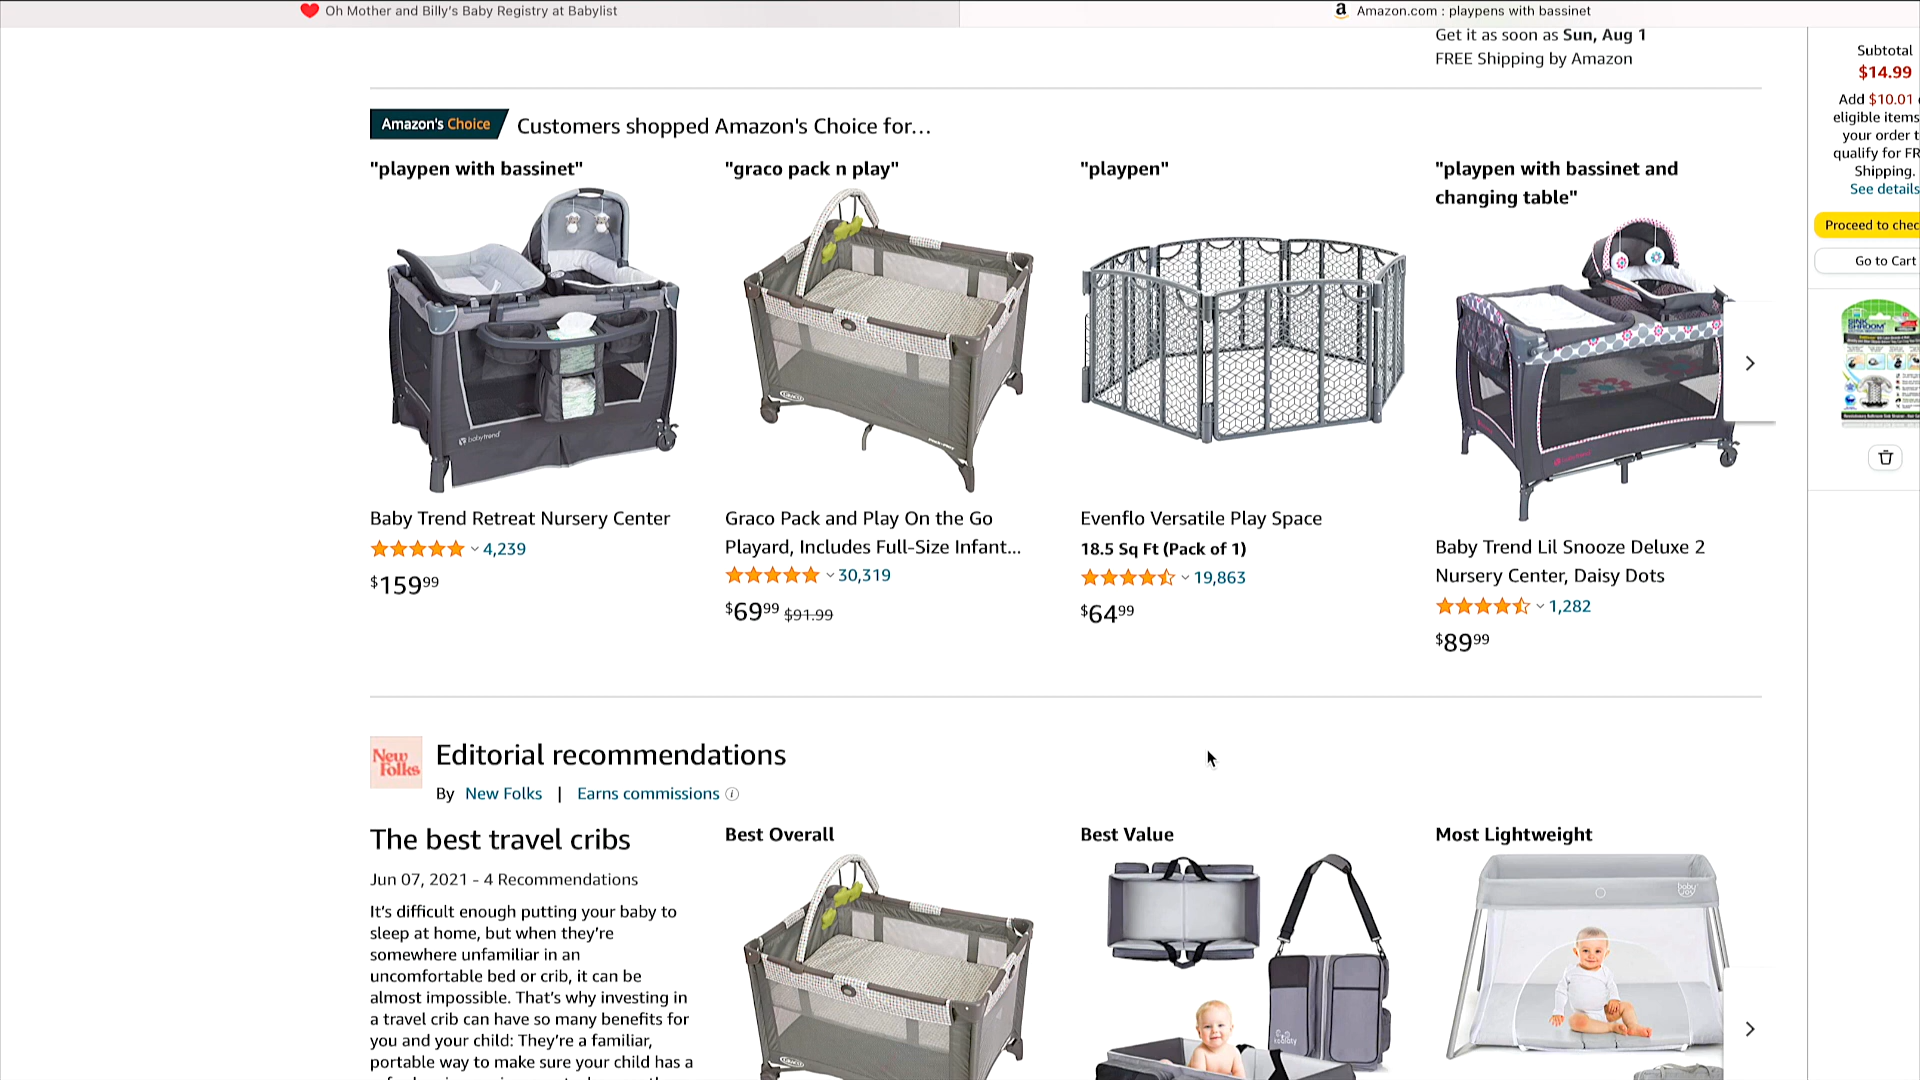 Oh Mother and Billy's Baby Registry at Babylist
Amazon.com : playpens with bassinet
Get it as soon as Sun, Aug 1
FREE Shipping by Amazon
Subtotal
$14.99
Add $10.01
eligible items
your order t
qualify for FR
Shipping.
See details
Proceed to chec
Go to Cart
Amazon's Choice Customers shopped Amazon's Choice for…
"playpen with bassinet"
babytrend
Baby Trend Retreat Nursery Center
4,239
$159.99
"graco pack n play"
GRACO
Graco Pack and Play On the Go
Playard, Includes Full-Size Infant...
30,319
$69.99 $91.99
"playpen"
Evenflo Versatile Play Space
18.5 Sq Ft (Pack of 1)
19,863
$64.99
"playpen with bassinet and
changing table"
Baby Trend Lil Snooze Deluxe 2
Nursery Center, Daisy Dots
1,282
$89.99
SINK
SHROOM
New
Folks
Editorial recommendations
By New Folks | Earns commissions
The best travel cribs
Jun 07, 2021 - 4 Recommendations
It's difficult enough putting your baby to
sleep at home, but when they're
somewhere unfamiliar in an
uncomfortable bed or crib, it can be
almost impossible. That's why investing in
a travel crib can have so many benefits for
you and your child: They're a familiar,
portable way to make sure your child has a
Best Overall
GRACO
Best Value
Most Lightweight
baby
joy